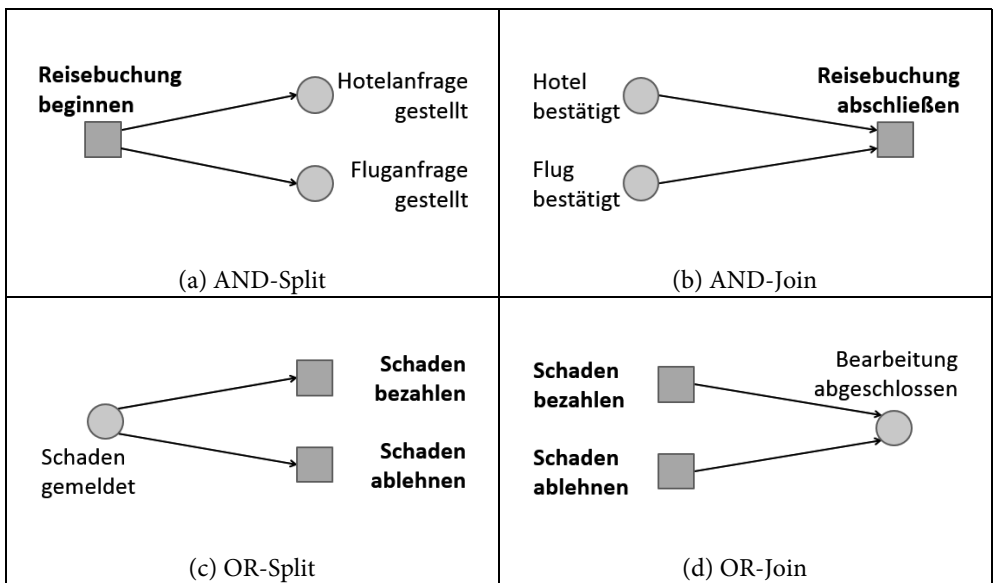 Reisebuchung
beginnen
Hotelanfrage
gestellt
Fluganfrage
gestellt
(a) AND-Split
Hotel
bestätigt
Flug
bestätigt
Reisebuchung
abschließen
(b) AND-Join
Schaden
gemeldet
Schaden
bezahlen
Schaden
ablehnen
(c) OR-Split
Schaden
bezahlen
Schaden
ablehnen
Bearbeitung
abgeschlossen
(d) OR-Join